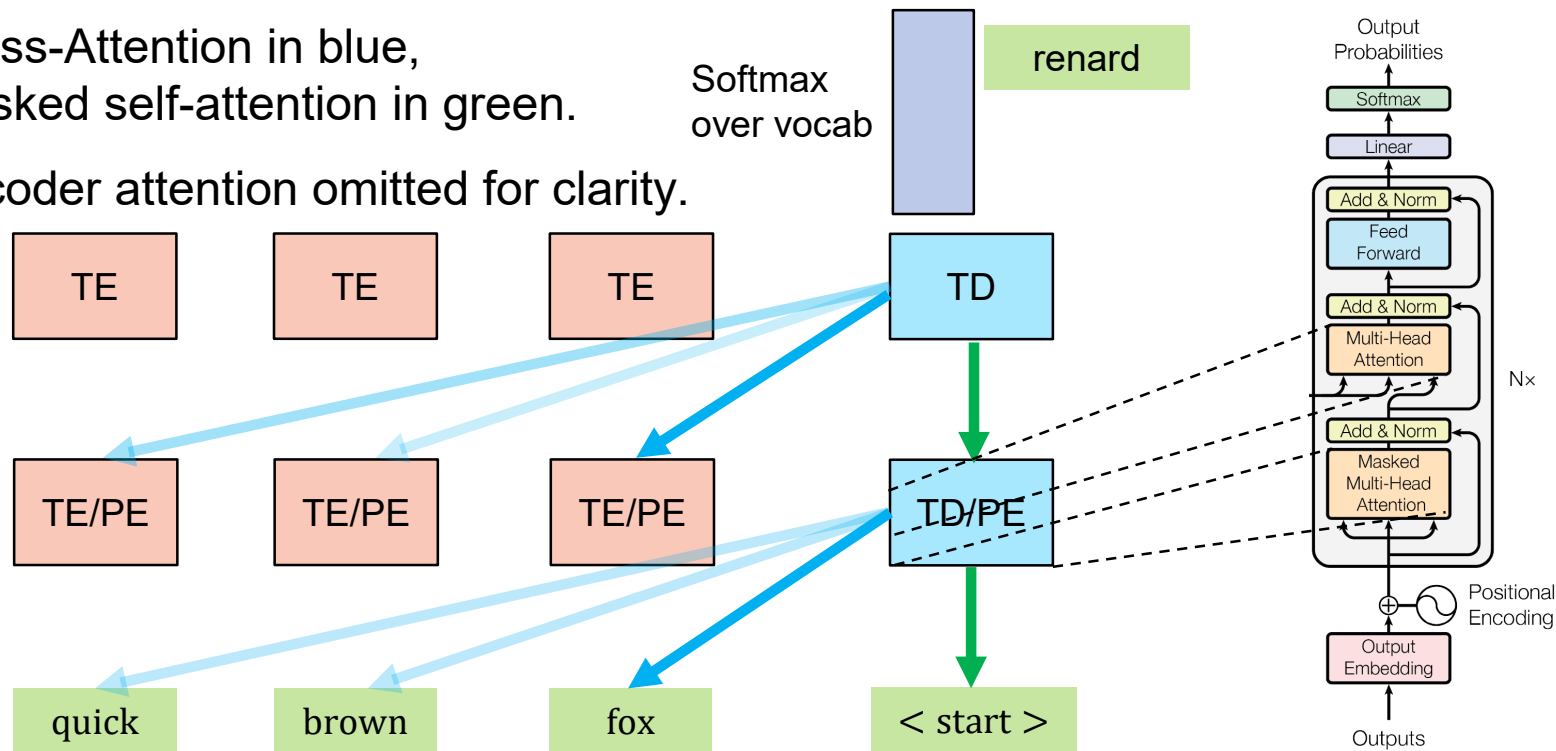 ss-Attention in blue,
sked self-attention in green.
coder attention omitted for clarity.
Softmax
over vocab
renard
TE
TE
TE
TD
TE/PE
TE/PE
TE/PE
TD/PE
quick
brown
fox
< start >
Output
Probabilities
Softmax
Linear
Add & Norm
Feed
Forward
Add & Norm
Multi-Head
Attention
N×
Add & Norm
Masked
Multi-Head
Attention
Positional
Encoding
Output
Embedding
Outputs